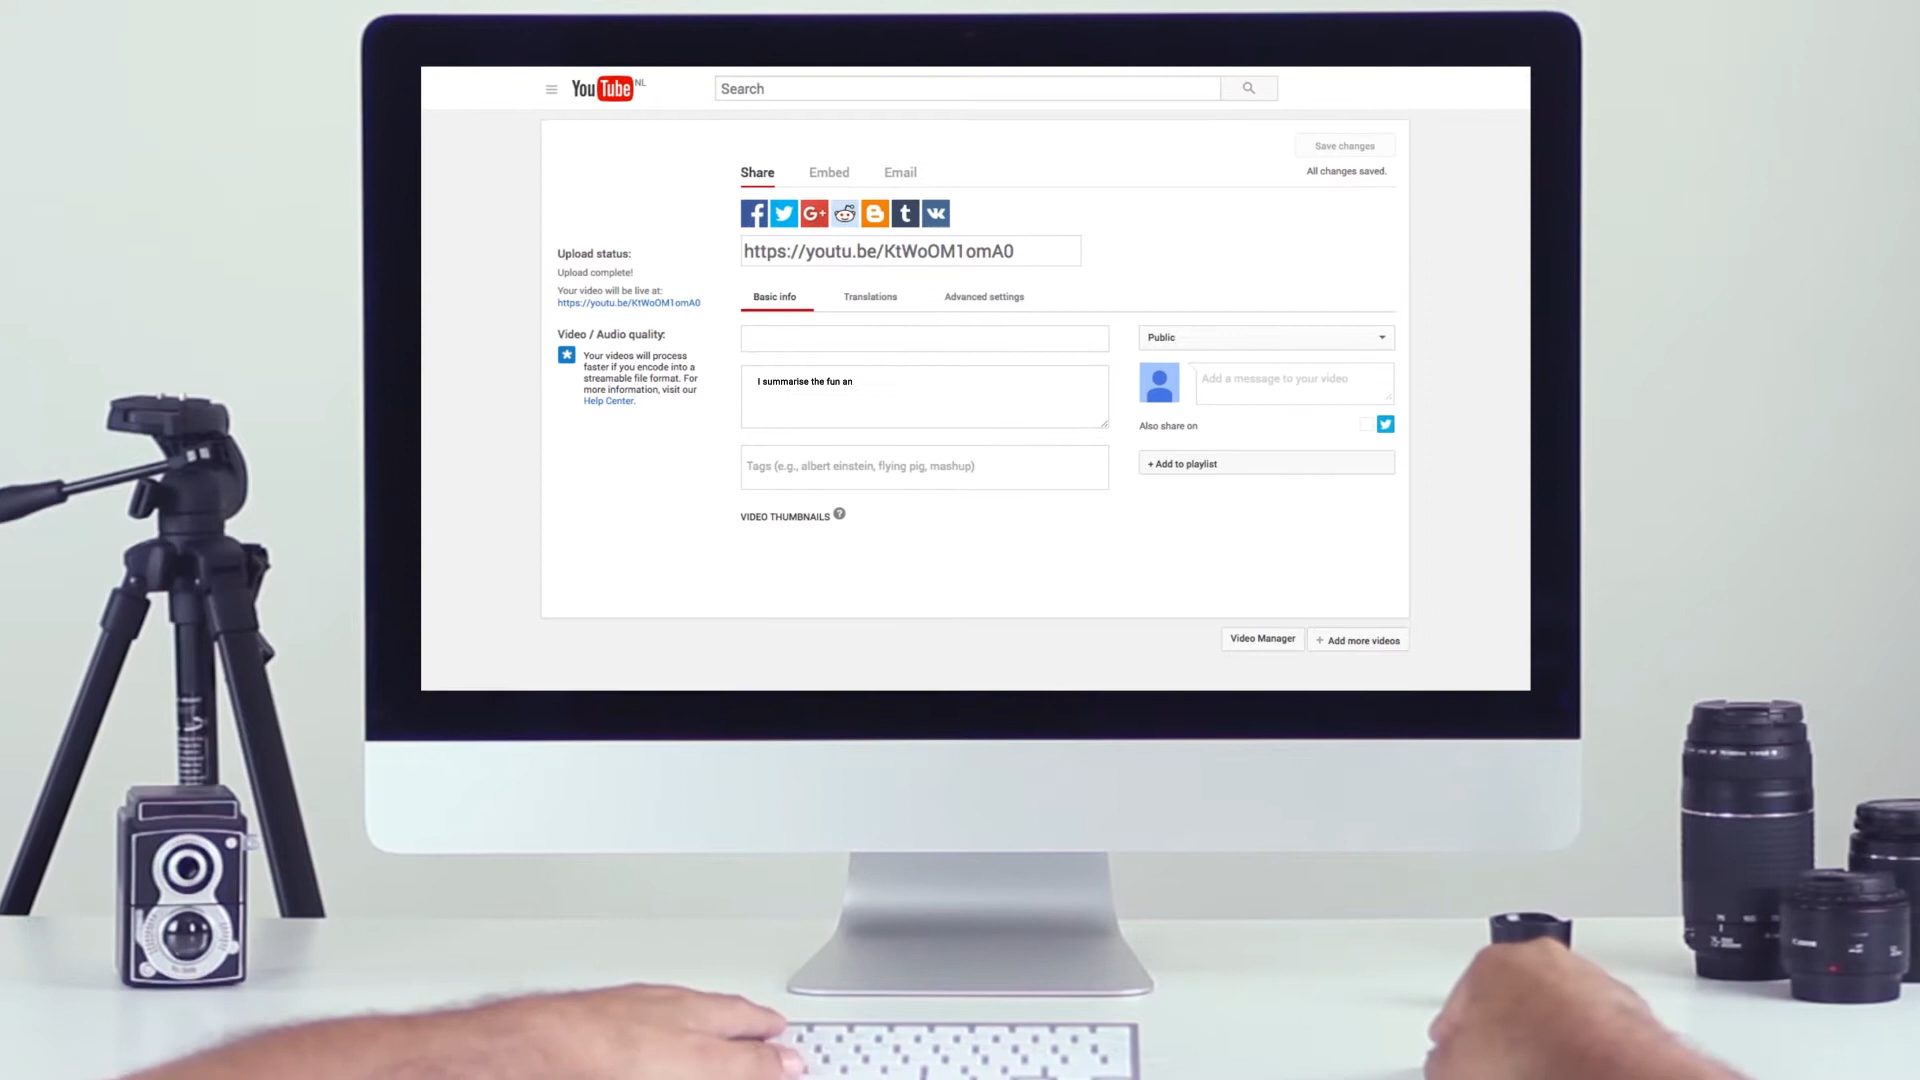 YouTube NL
Search
Save changes
All changes saved.
Share Embed Email
https://youtu.be/KtWoOM1omA0
Upload status:
Upload complete!
Your video will be live at:
https://youtu.be/KtWoOM1omA0
Video / Audio quality:
Your videos will process
faster if you encode into a
streamable file format. For
more information, visit our
Help Center.
Basic info Translations Advanced settings
I summarise the fun an
Tags (e.g., albert einstein, flying pig, mashup)
VIDEO THUMBNAILS ?
Public
Add a message to your video
Also share on
+ Add to playlist
Video Manager
+ Add more videos
Canon